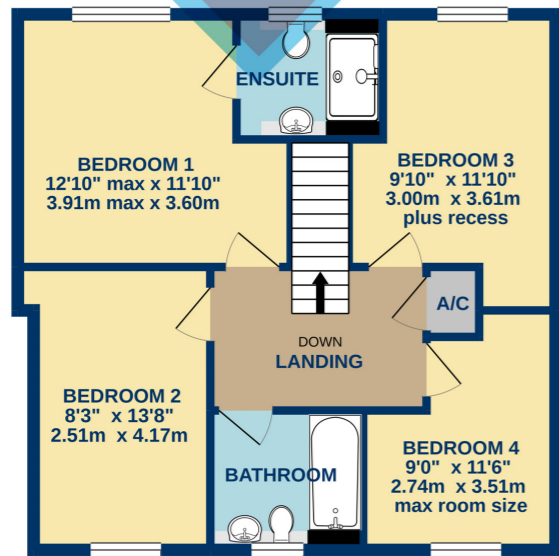 ENSUITE
BEDROOM 1
12'10" max x 11'10"
3.91m max x 3.60m
BEDROOM 3
9'10" x 11'10"
3.00m x 3.61m
plus recess
A/C
DOWN
LANDING
BEDROOM 2
8'3" x 13'8"
2.51m x 4.17m
BATHROOM
BEDROOM 4
9'0" x 11'6"
2.74m x 3.51m
max room size